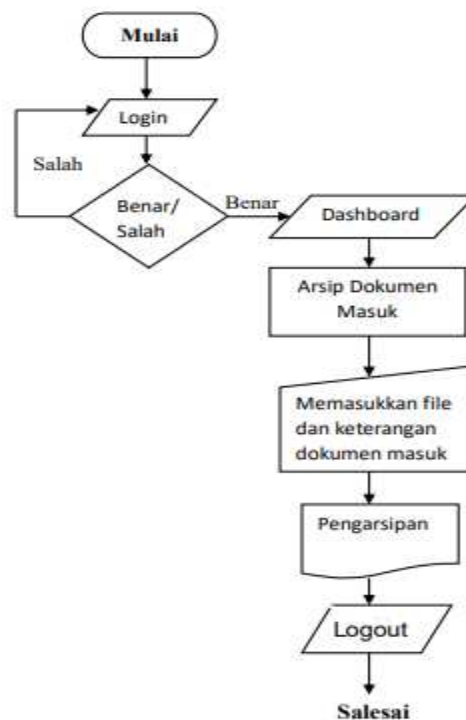 Mulai
Login
Salah
Benar/
Salah
Benar
Dashboard
Arsip Dokumen
Masuk
Memasukkan file
dan keterangan
dokumen masuk
Pengarsipan
Logout
Salesai